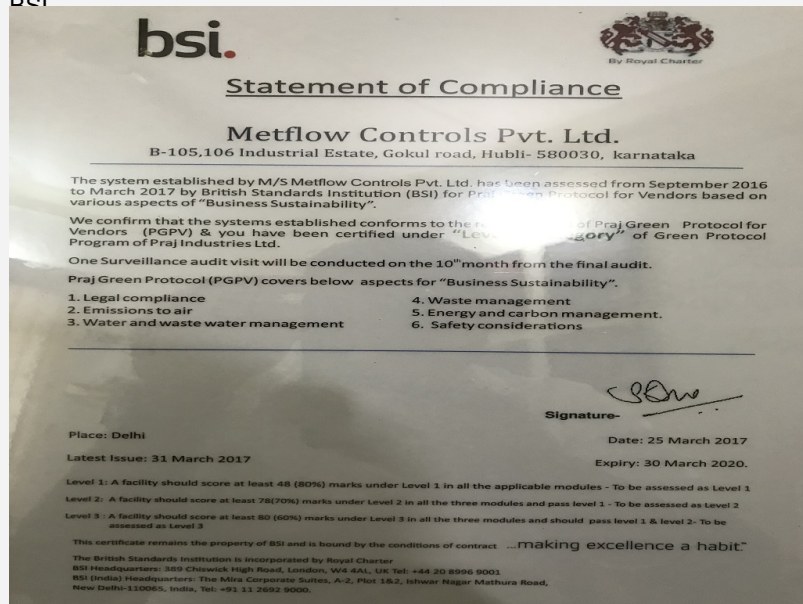 BSI
bsi.
By Royal Charter
Statement of Compliance
Metflow Controls Pvt. Ltd.
B-105,106 Industrial Estate, Gokul road, Hubli- 580030, karnataka
The system established by M/S Metflow Controls Pvt. Ltd. has been assessed from September 2016
to March 2017 by British Standards Institution (BSI) for Praj Green Protocol for Vendors based on
various aspects of "Business Sustainability".
We confirm that the systems established conforms to the of Praj Green Protocol for
Vendors (PGPV) & you have been certified under of Green Protocol
Program of Praj Industries Ltd.
One Surveillance audit visit will be conducted on the 10th month from the final audit.
Praj Green Protocol (PGPV) covers below aspects for "Business Sustainability".
1. Legal compliance
2. Emissions to air
3. Water and waste water management
4. Waste management
5. Energy and carbon management.
6. Safety considerations
Signature-
Place: Delhi
Date: 25 March 2017
Latest Issue: 31 March 2017
Expiry: 30 March 2020.
Level 1: A facility should score at least 48 (80%) marks under Level 1 in all the applicable modules - To be assessed as Level 1
Level 2: A facility should score at least 78(70%) marks under Level 2 in all the three modules and pass level 1 - To be assessed as Level 2
Level 3 : A facility should score at least 80 (60%) marks under Level 3 in all the three modules and should pass level 1 & level 2- To be
assessed as Level 3
This certificate remains the property of BSI and is bound by the conditions of contract ...making excellence a habit.™
The British Standards Institution is incorporated by Royal Charter
BSI Headquarters: 389 Chiswick High Road, London, W4 4AL, UK Tel: +44 20 8996 9001
BSI (India) Headquarters: The Mira Corporate Suites, A-2, Plot 1&2, Ishwar Nagar Mathura Road,
New Delhi-110065, India, Tel: +91 11 2692 9000.